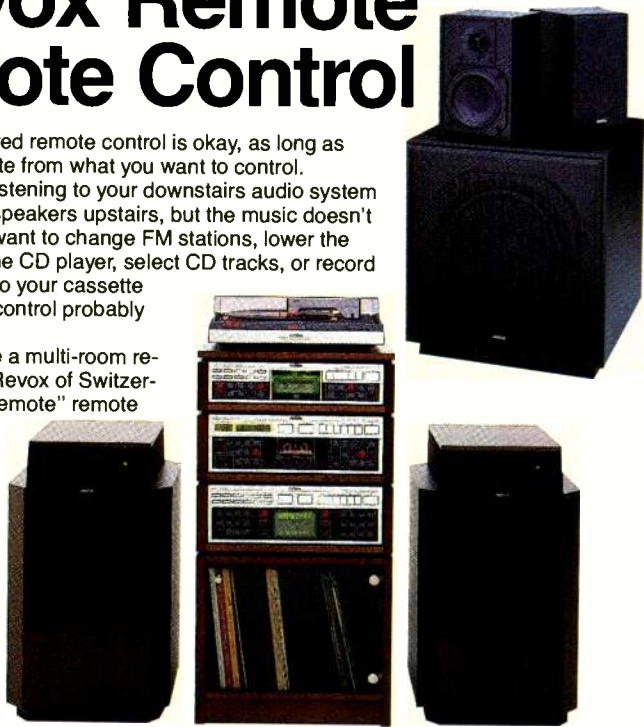 vox Remote
ote Control
ed remote control is okay, as long as
te from what you want to control.
istening to your downstairs audio system
speakers upstairs, but the music doesn't
want to change FM stations, lower the
e CD player, select CD tracks, or record
o your cassette
control probably
e a multi-room re-
Revox of Switzer-
emote" remote